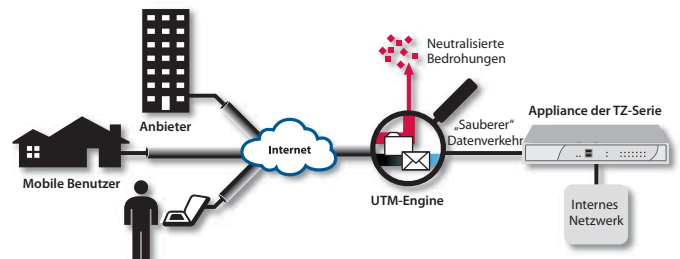 Neutralisierte
Bedrohungen
Anbieter
Mobile Benutzer
Internet
„Sauberer“
Datenverkehr
UTM-Engine
Appliance der TZ-Serie
Internes
Netzwerk